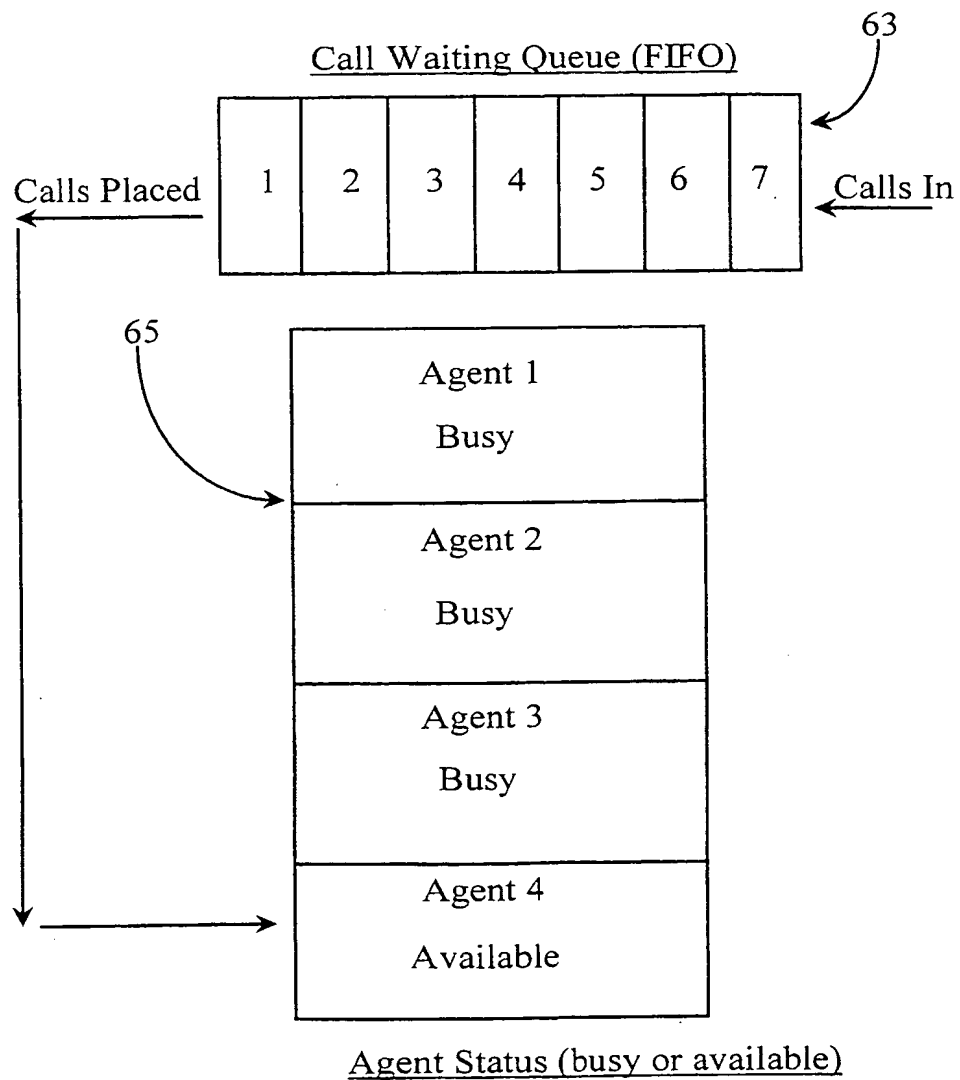 63
Call Waiting Queue (FIFO)
1 2 3 4 5 6 7
Calls Placed
Calls In
65
Agent 1
Busy
Agent 2
Busy
Agent 3
Busy
Agent 4
Available
Agent Status (busy or available)